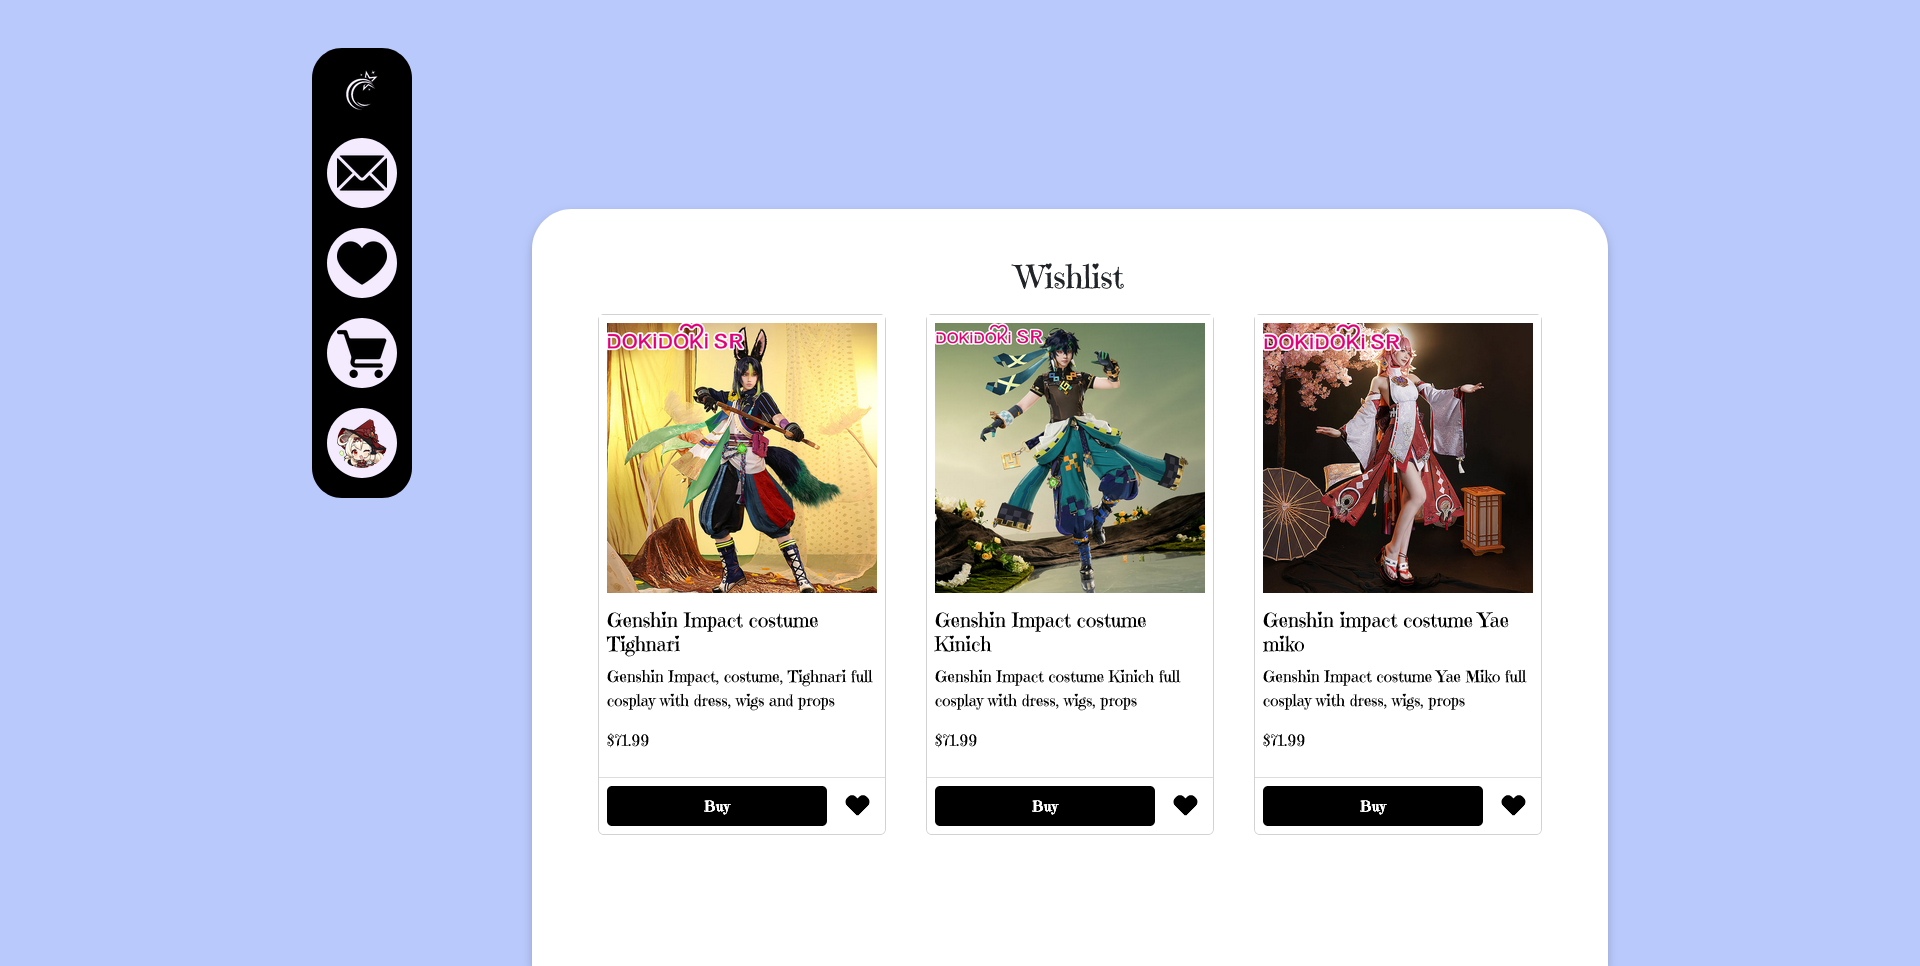 Wishlist
DOKiDOKi SR
Genshin Impact costume
Tighnari
Genshin Impact, costume, Tighnari full
cosplay with dress, wigs and props
$71.99
Buy
DOKiDOKi SR
Genshin Impact costume
Kinich
Genshin Impact costume Kinich full
cosplay with dress, wigs, props
$71.99
Buy
DOKiDOKi SR
Genshin impact costume Yae
miko
Genshin Impact costume Yae Miko full
cosplay with dress, wigs, props
$71.99
Buy